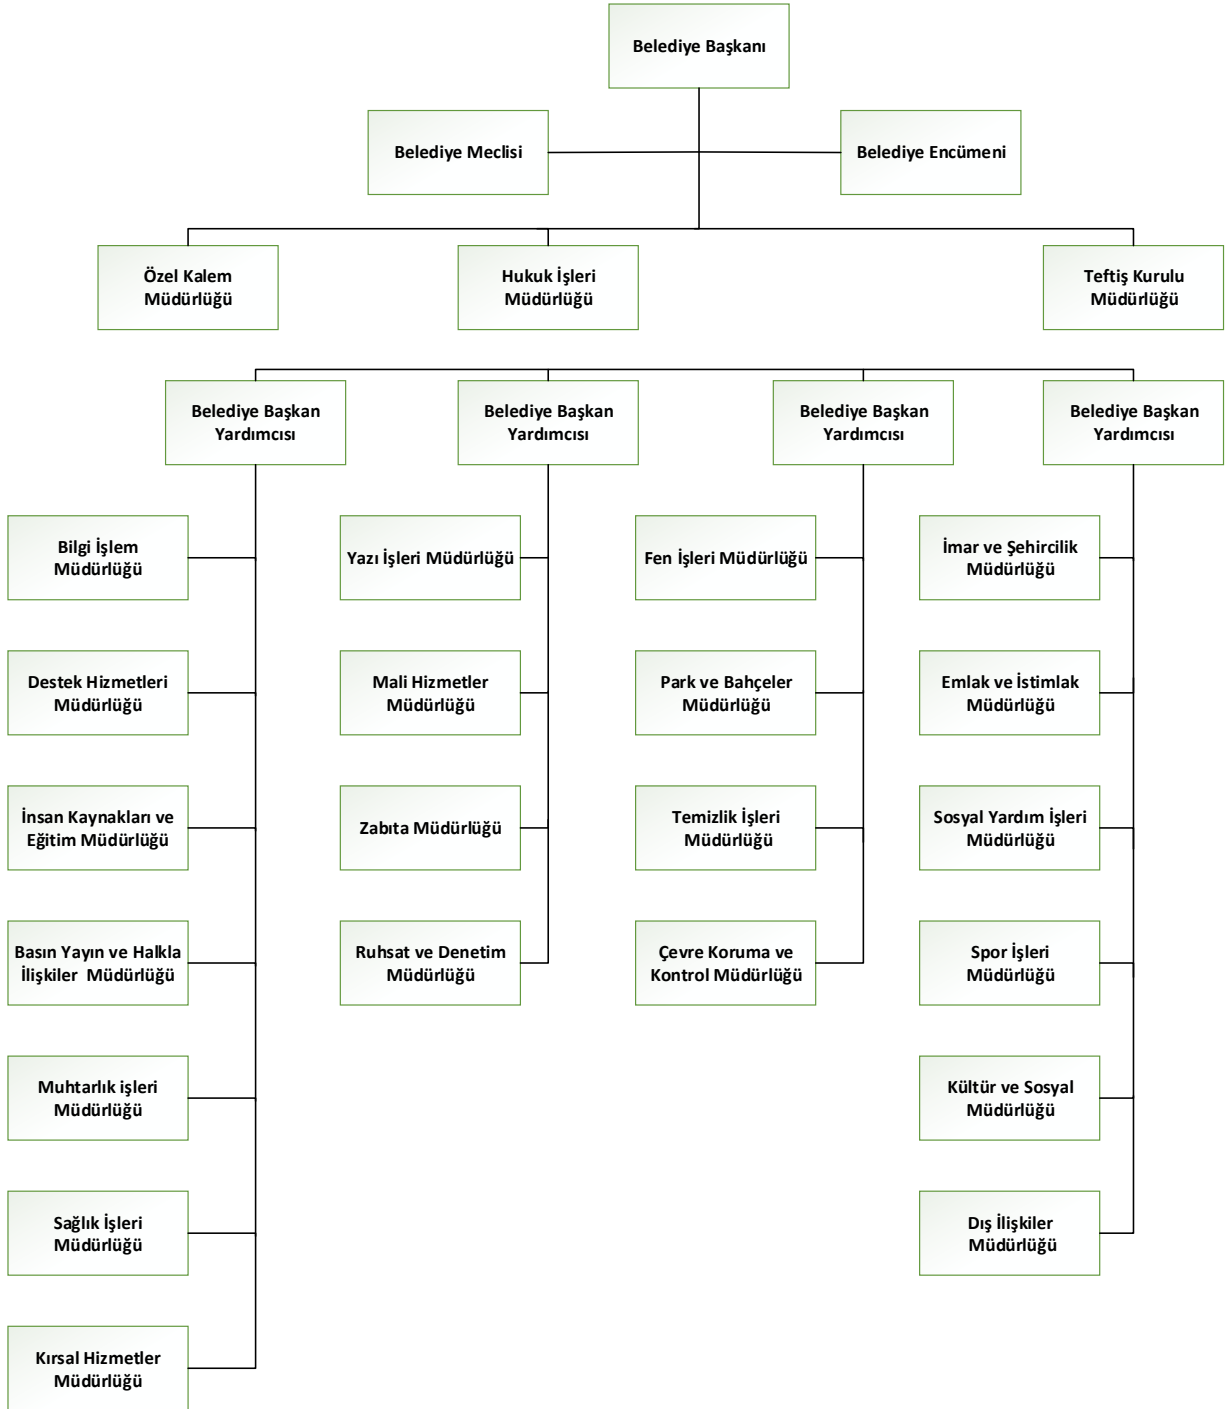 Belediye Başkanı
Belediye Meclisi
Belediye Encümeni
Özel Kalem
Müdürlüğü
Hukuk İşleri
Müdürlüğü
Teftiş Kurulu
Müdürlüğü
Belediye Başkan
Yardımcısı
Belediye Başkan
Yardımcısı
Belediye Başkan
Yardımcısı
Belediye Başkan
Yardımcısı
Bilgi İşlem
Müdürlüğü
Yazı İşleri Müdürlüğü
Fen İşleri Müdürlüğü
İmar ve Şehircilik
Müdürlüğü
Destek Hizmetleri
Müdürlüğü
Mali Hizmetler
Müdürlüğü
Park ve Bahçeler
Müdürlüğü
Emlak ve İstimlak
Müdürlüğü
İnsan Kaynakları ve
Eğitim Müdürlüğü
Zabıta Müdürlüğü
Temizlik İşleri
Müdürlüğü
Sosyal Yardım İşleri
Müdürlüğü
Basın Yayın ve Halkla
İlişkiler Müdürlüğü
Ruhsat ve Denetim
Müdürlüğü
Çevre Koruma ve
Kontrol Müdürlüğü
Spor İşleri
Müdürlüğü
Muhtarlık işleri
Müdürlüğü
Kültür ve Sosyal
Müdürlüğü
Sağlık İşleri
Müdürlüğü
Dış İlişkiler
Müdürlüğü
Kırsal Hizmetler
Müdürlüğü